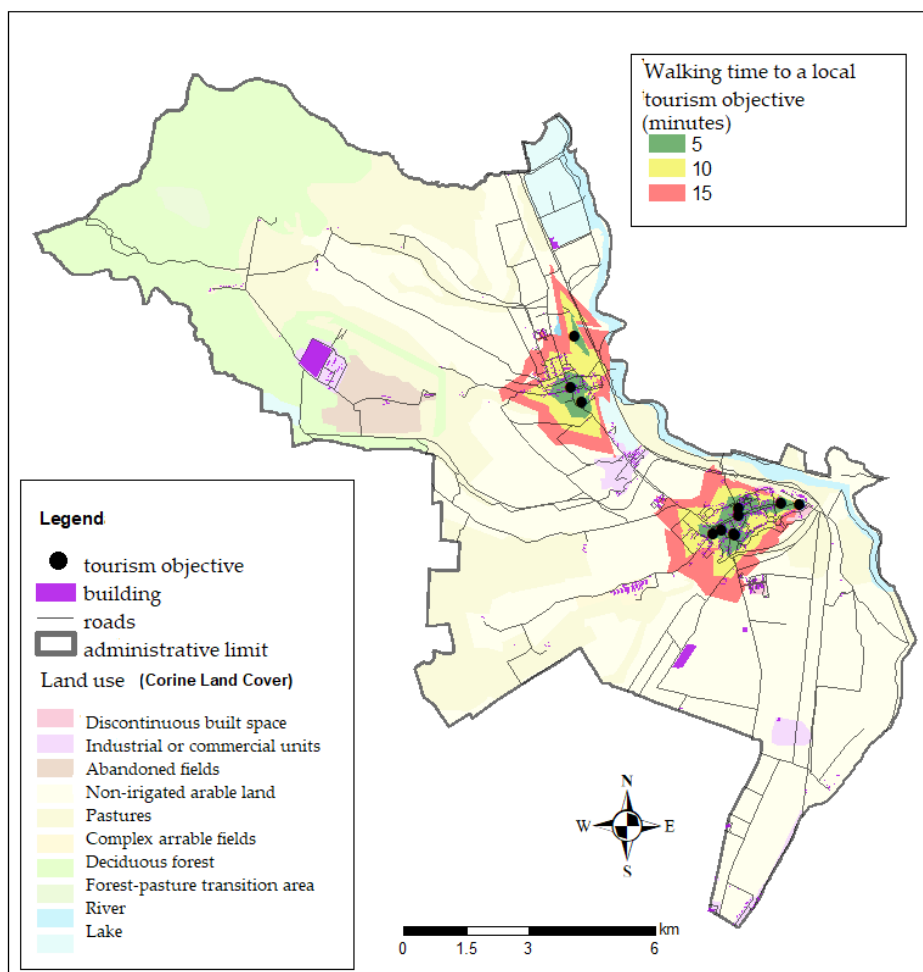 Walking time to a local
tourism objective
(minutes)
5
10
15
Legend
tourism objective
building
roads
administrative limit
Land use (Corine Land Cover)
Discontinuous built space
Industrial or commercial units
Abandoned fields
Non-irigated arable land
Pastures
Complex arrable fields
Deciduous forest
Forest-pasture transition area
River
Lake
N
W E
S
km
0 1.5 3 6